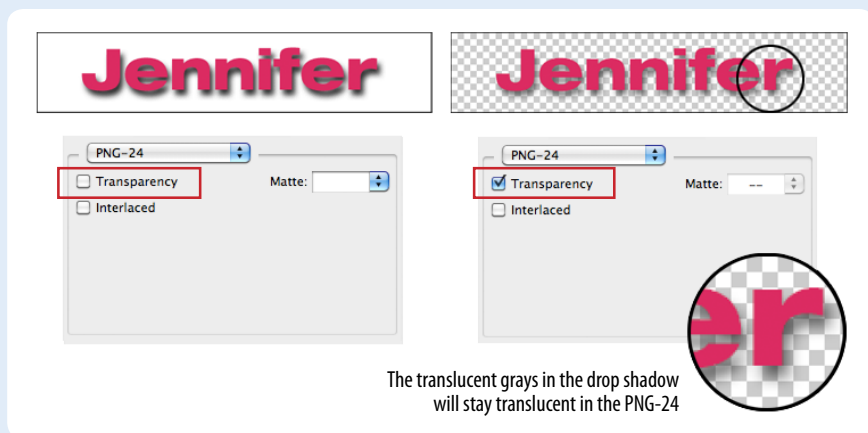 Jennifer
PNG-24
Transparency Matte:
Interlaced
Jennifer
PNG-24
Transparency Matte: --
Interlaced
er
The translucent grays in the drop shadow
will stay translucent in the PNG-24